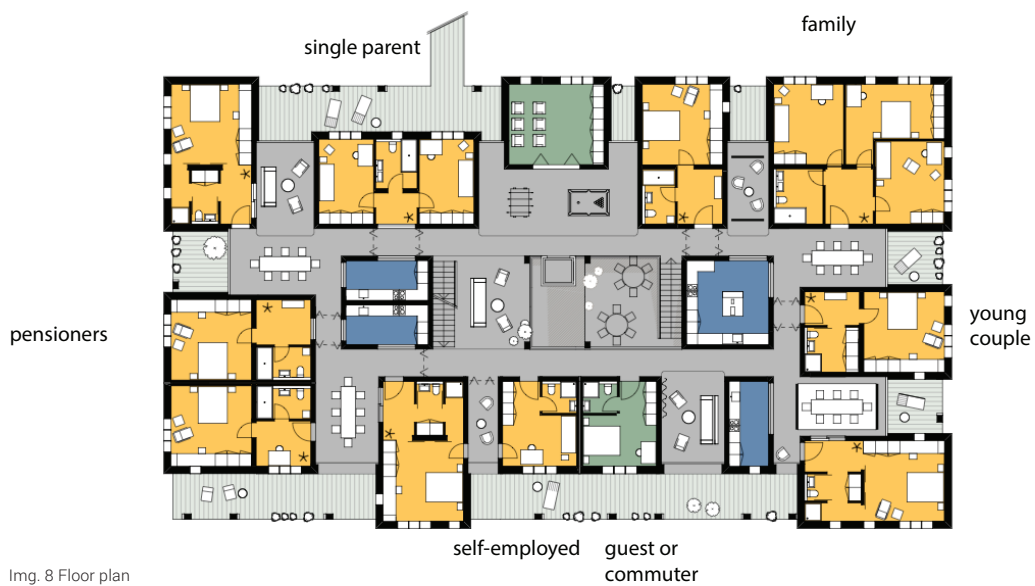 family
single parent
pensioners
young
couple
self-employed
guest or
commuter
Img. 8 Floor plan